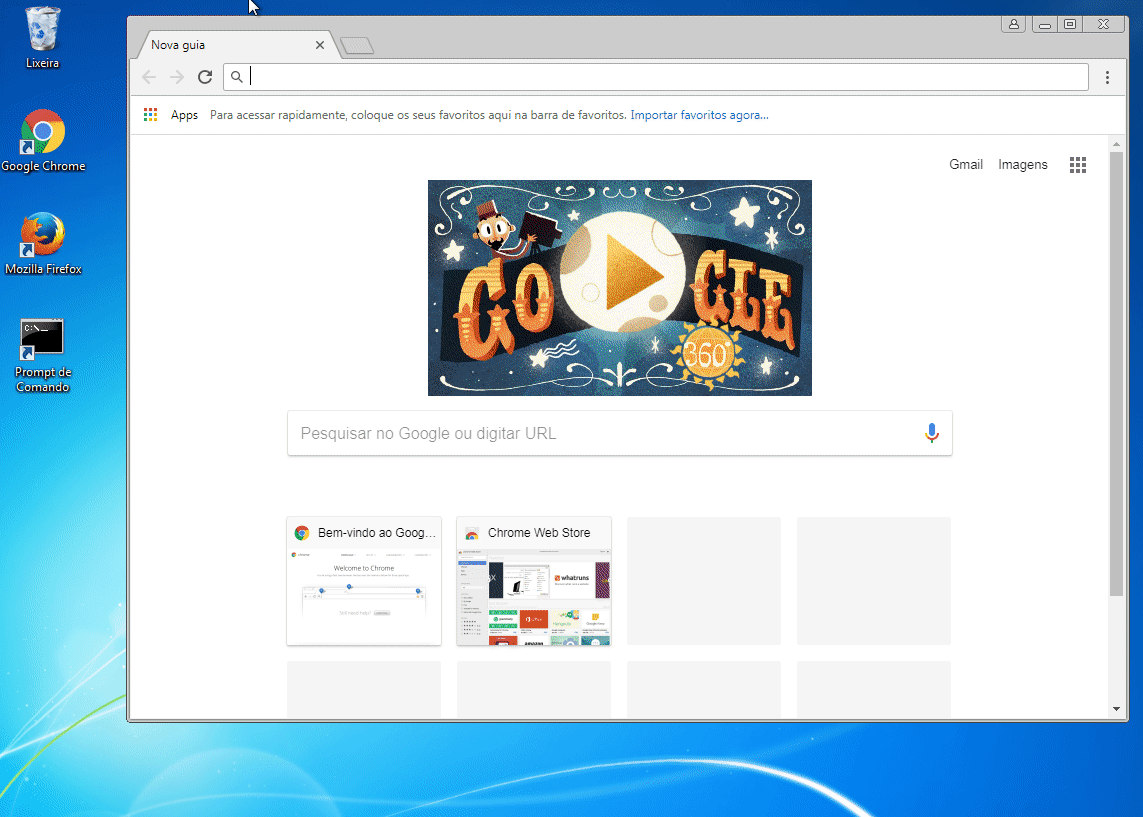 Lixeira
Google Chrome
Mozilla Firefox
C:\_
Prompt de
Comando
Nova guia
Apps Para acessar rapidamente, coloque os seus favoritos aqui na barra de favoritos. Importar favoritos agora...
Gmail Imagens
GO GLE
360°
Pesquisar no Google ou digitar URL
Bem-vindo ao Goog... Chrome Web Store
Welcome to Chrome
whatruns